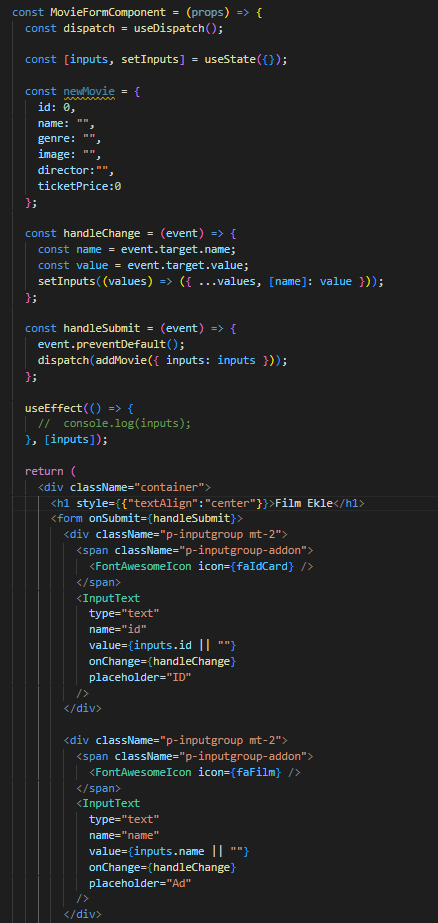 const MovieFormComponent = (props) => {
  const dispatch = useDispatch();

  const [inputs, setInputs] = useState({});

  const newMovie = {
    id: 0,
    name: "",
    genre: "",
    image: "",
    director:"",
    ticketPrice:0
  };

  const handleChange = (event) => {
    const name = event.target.name;
    const value = event.target.value;
    setInputs((values) => ({ ...values, [name]: value }));
  };

  const handleSubmit = (event) => {
    event.preventDefault();
    dispatch(addMovie({ inputs: inputs }));
  };

  useEffect(() => {
    //  console.log(inputs);
  }, [inputs]);

  return (
    <div className="container">
      <h1 style={{"textAlign":"center"}}>Film Ekle</h1>
      <form onSubmit={handleSubmit}>
        <div className="p-inputgroup mt-2">
          <span className="p-inputgroup-addon">
            <FontAwesomeIcon icon={faIdCard} />
          </span>
          <InputText
            type="text"
            name="id"
            value={inputs.id || ""}
            onChange={handleChange}
            placeholder="ID"
          />
        </div>

        <div className="p-inputgroup mt-2">
          <span className="p-inputgroup-addon">
            <FontAwesomeIcon icon={faFilm} />
          </span>
          <InputText
            type="text"
            name="name"
            value={inputs.name || ""}
            onChange={handleChange}
            placeholder="Ad"
          />
        </div>